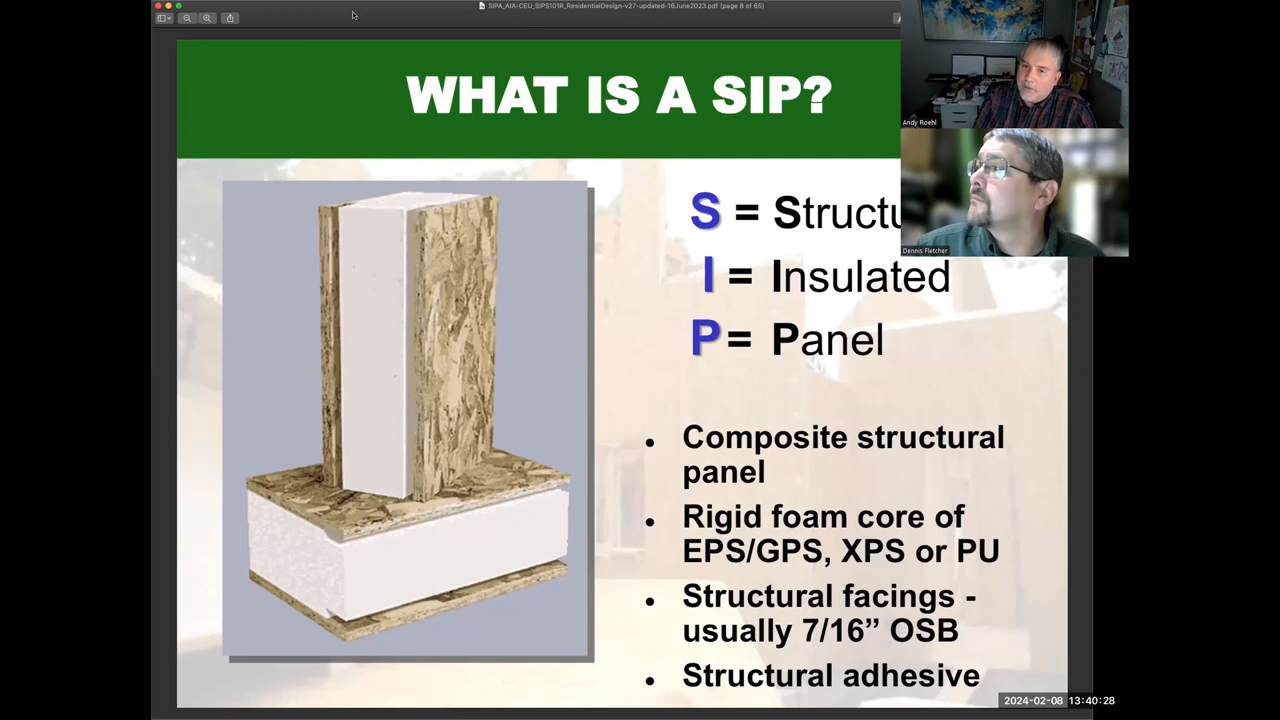 SIPA_AIA-CEU_SIPS101R_ResidentialDesign-v27-updated-16June2023.pdf (page 8 of 65)
WHAT IS A SIP?
Andy Roehl
Dennis Fletcher
S = Structu
I = Insulated
P = Panel
• Composite structural
panel
• Rigid foam core of
EPS/GPS, XPS or PU
• Structural facings -
usually 7/16” OSB
• Structural adhesive
2024-02-08 13:40:28